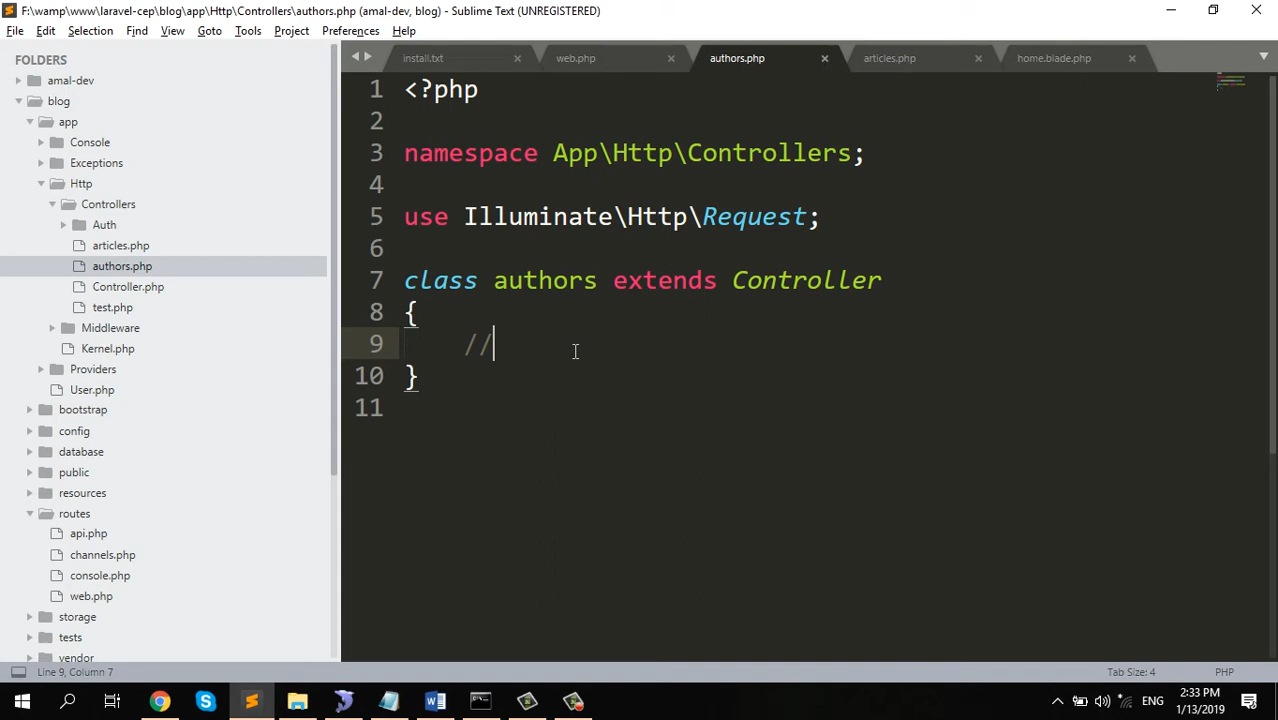 F:\wamp\www\laravel-cep\blog\app\Http\Controllers\authors.php (amal-dev, blog) - Sublime Text (UNREGISTERED)
File Edit Selection Find View Goto Tools Project Preferences Help
FOLDERS
amal-dev
blog
app
Console
Exceptions
Http
Controllers
Auth
articles.php
authors.php
Controller.php
test.php
Middleware
Kernel.php
Providers
User.php
bootstrap
config
database
public
resources
routes
api.php
channels.php
console.php
web.php
storage
tests
vendor
install.txt web.php authors.php articles.php home.blade.php
1 <?php
2
3 namespace App\Http\Controllers;
4
5 use Illuminate\Http\Request;
6
7 class authors extends Controller
8 {
9 //
10 }
11
Line 9, Column 7 Tab Size: 4 PHP
ENG 2:33 PM
1/13/2019